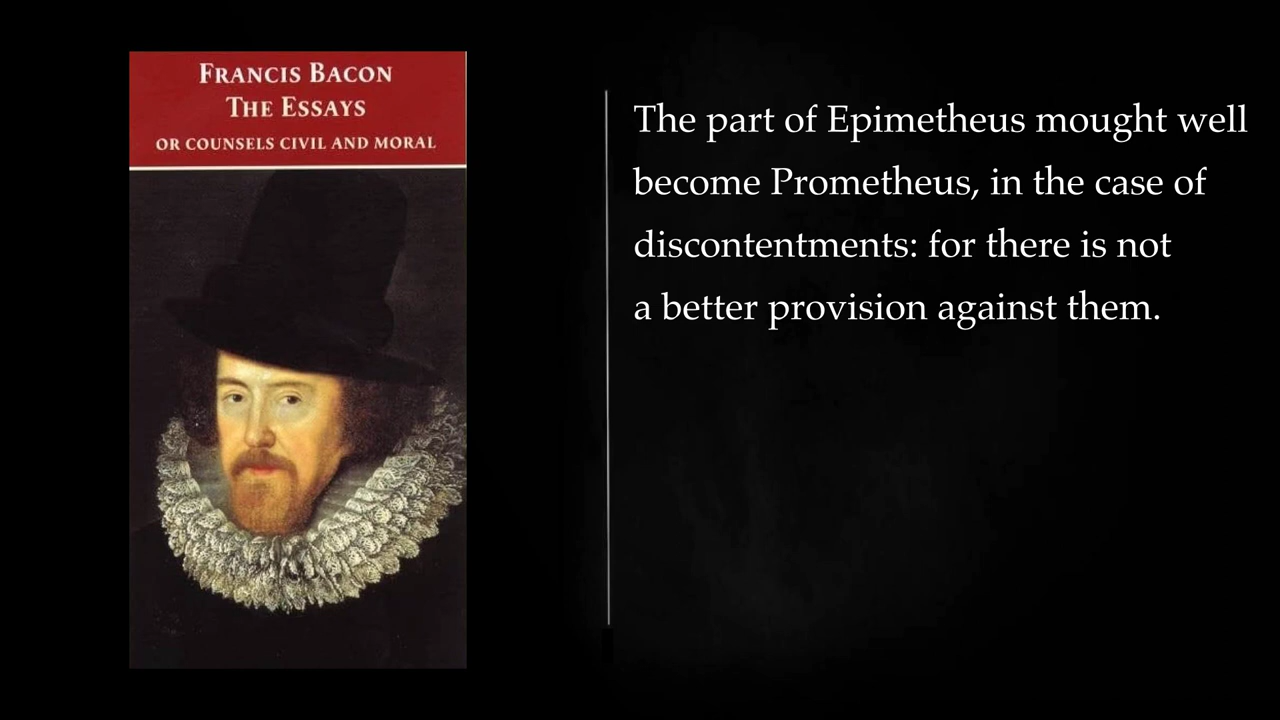 FRANCIS BACON
THE ESSAYS
OR COUNSELS CIVIL AND MORAL
The part of Epimetheus mought well
become Prometheus, in the case of
discontentments: for there is not
a better provision against them.